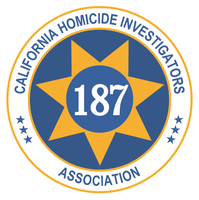 CALIFORNIA HOMICIDE INVESTIGATORS
187
ASSOCIATION